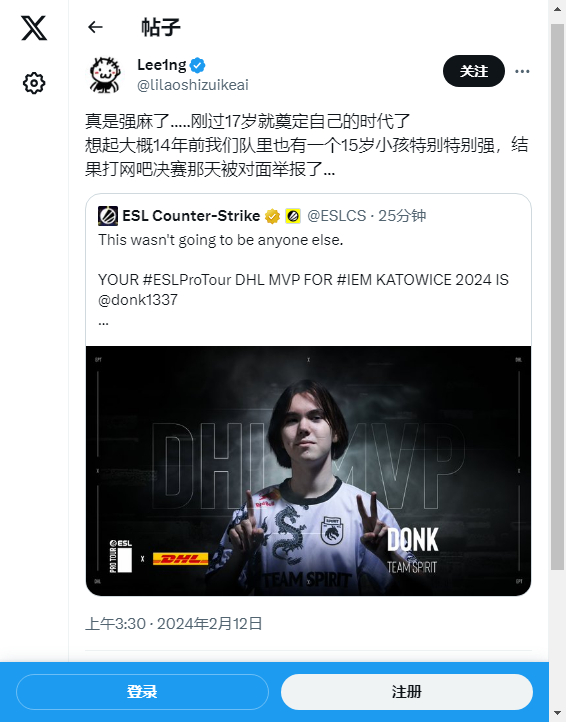 帖子
Lee1ng
@lilaoshizuikeai
关注
真是强麻了.....刚过17岁就奠定自己的时代了
想起大概14年前我们队里也有一个15岁小孩特别特别强，结
果打网吧决赛那天被对面举报了...
ESL Counter-Strike @ESLCS · 25分钟
This wasn't going to be anyone else.
YOUR #ESLProTour DHL MVP FOR #IEM KATOWICE 2024 IS
@donk1337
...
EPT X DHL
DHL MVP
X X
SPIRIT
TEAM SPIRIT
ESL
PRO TOUR
X DHL
DONK
TEAM SPIRIT
DHL X EPT
上午3:30 · 2024年2月12日
登录 注册